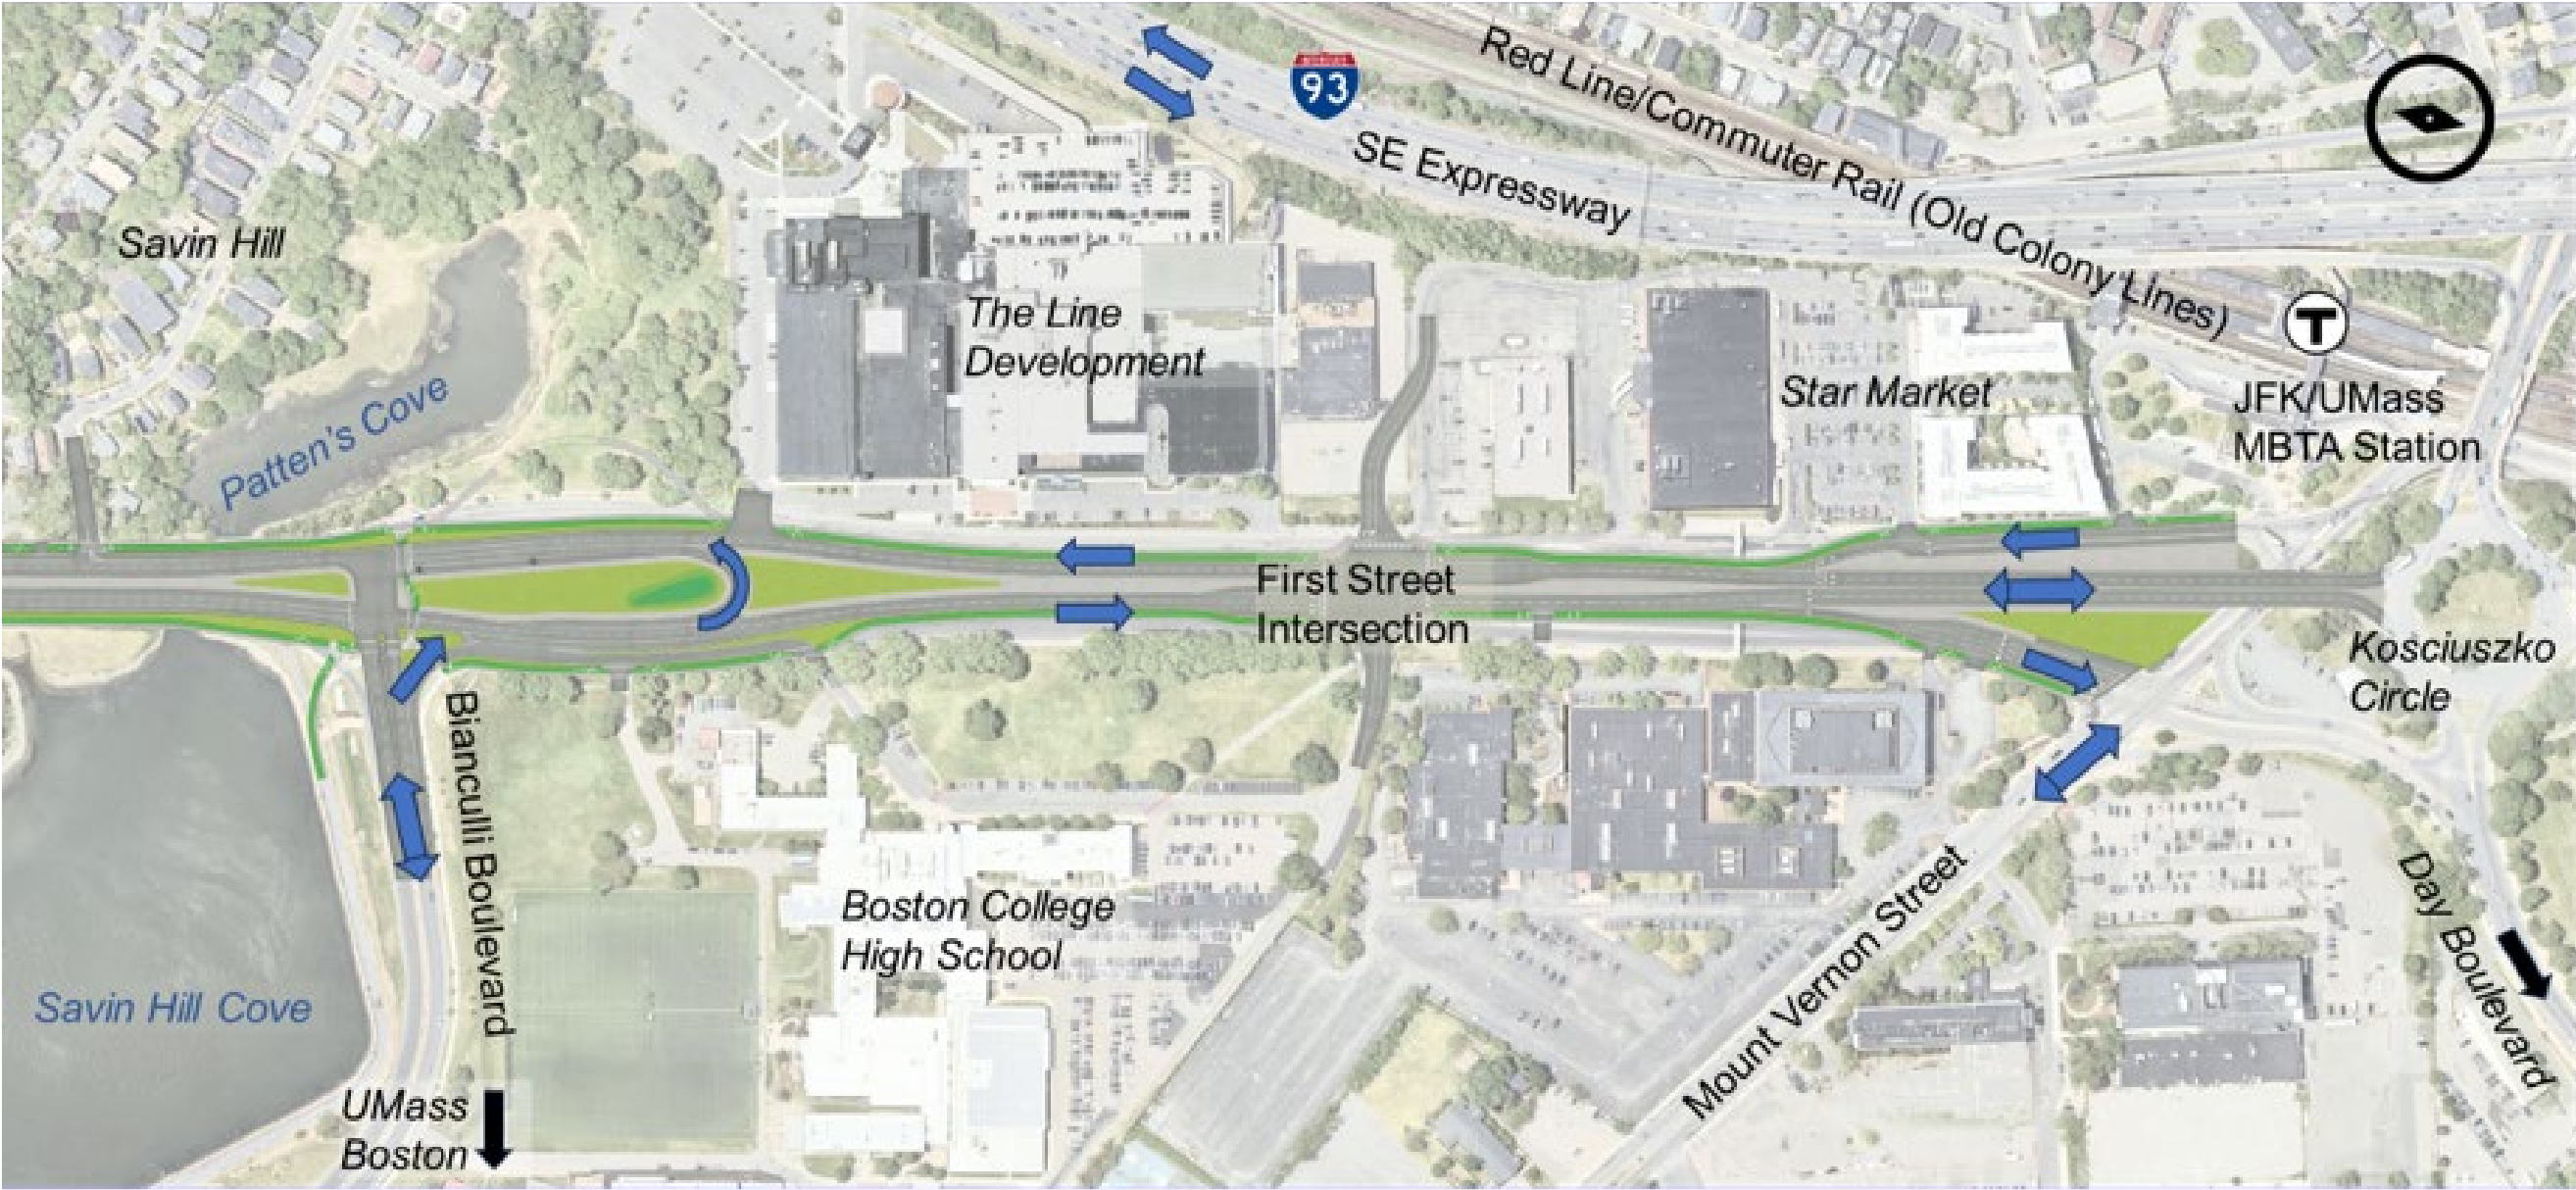 93
Red Line/Commuter Rail (Old Colony LInes)
SE Expressway
Savin Hill
The Line
Development
T
Star Market
JFK/UMass
MBTA Station
Patten's Cove
First Street
Intersection
Kosciuszko
Circle
Bianculli Boulevard
Boston College
High School
Mount Vernon Street
Day Boulevard
Savin Hill Cove
UMass
Boston